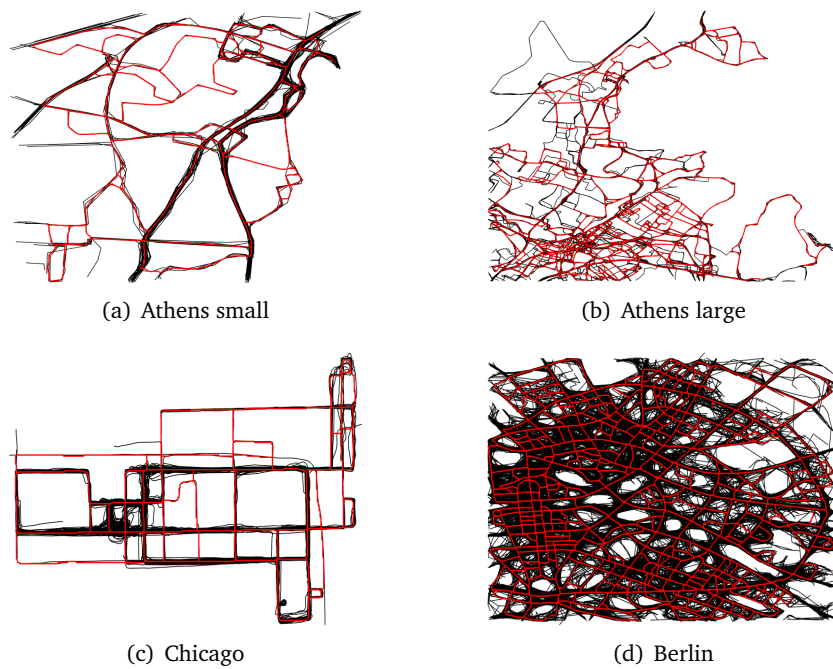 (a) Athens small
(b) Athens large
(c) Chicago
(d) Berlin